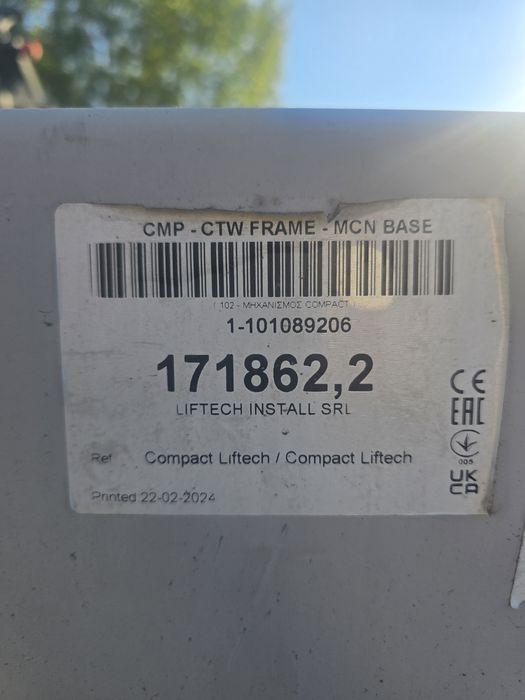 CMP - CTW FRAME - MCN BASE
( 102 - ΜΗΧΑΝΙΣΜΟΣ COMPACT )
1-101089206
171862,2
LIFTECH INSTALL SRL
Ref Compact Liftech / Compact Liftech
Printed 22-02-2024
CE
EAC
005
UK
CA